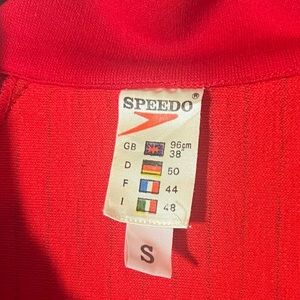 SPEEDO®
GB 96cm
38"
D 50
F 44
I 48
S